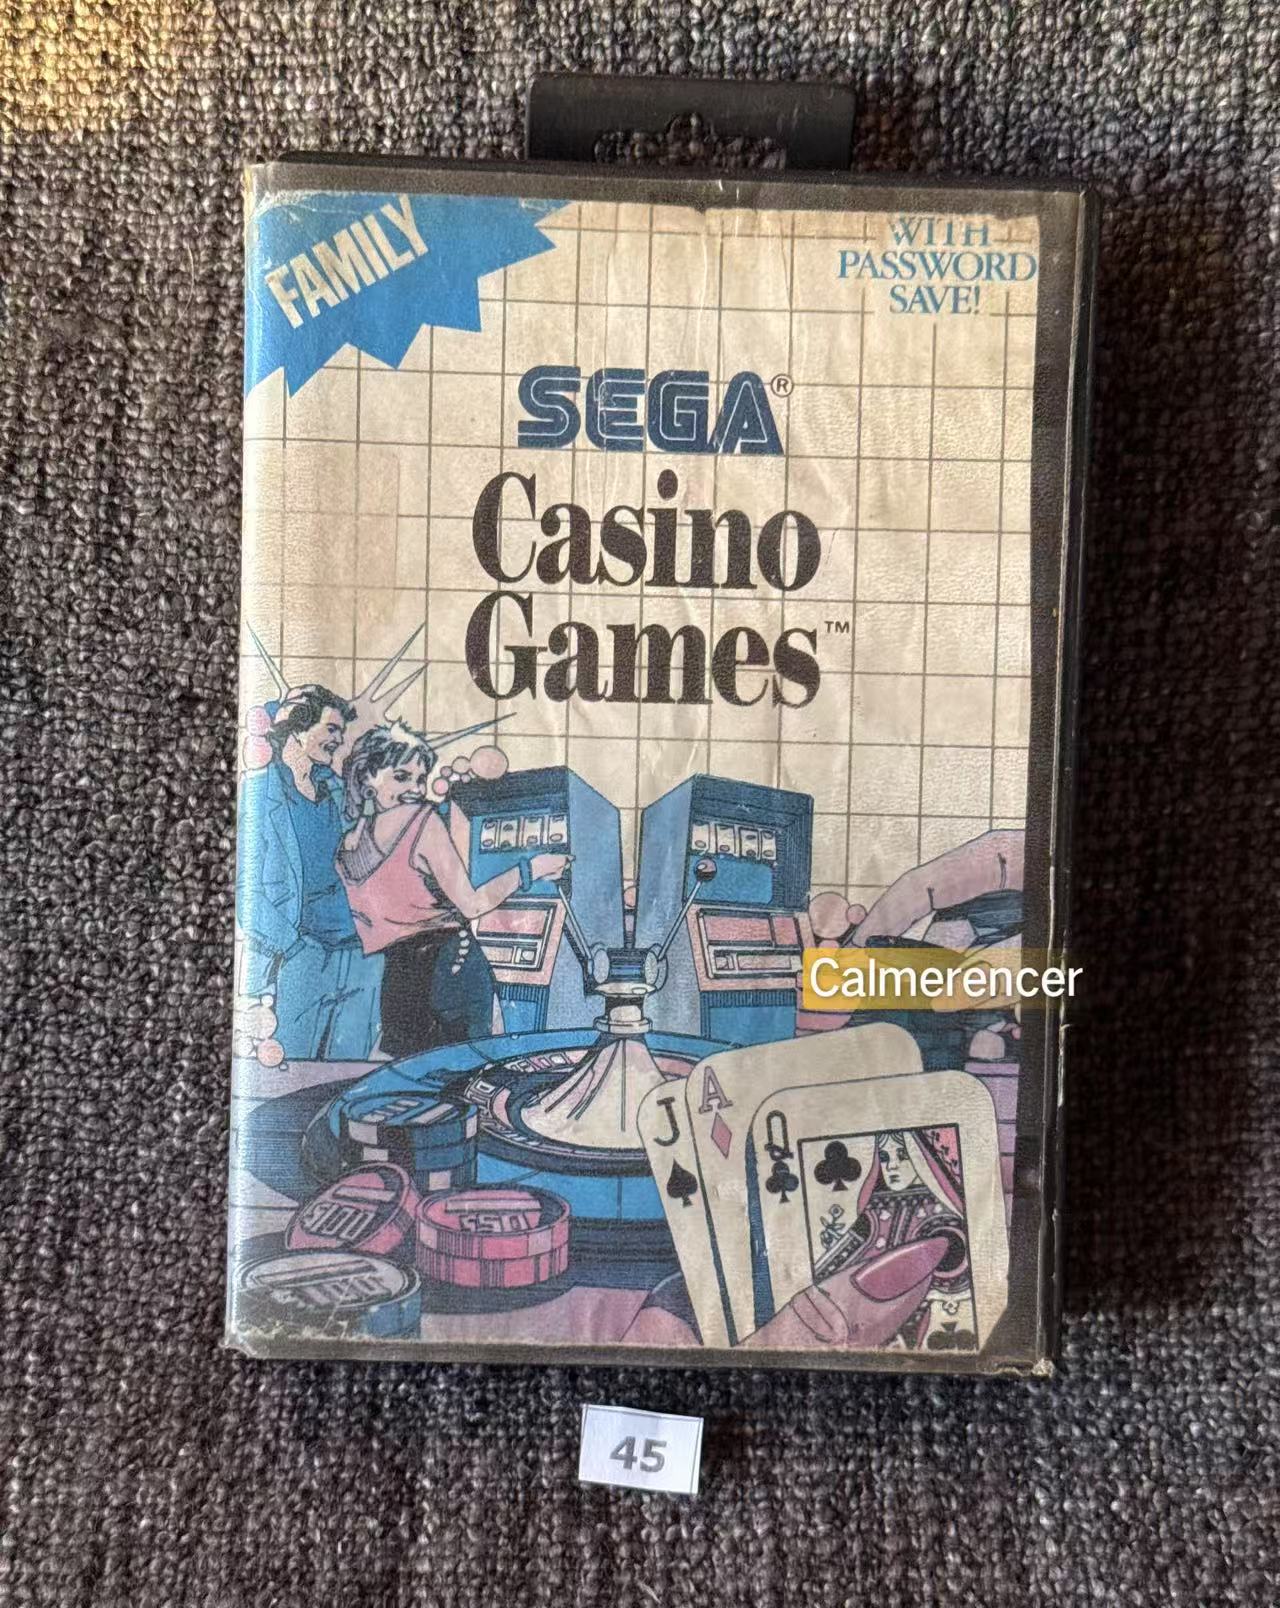 FAMILY
WITH
PASSWORD
SAVE!
SEGA®
Casino
Games™
Calmerencer
J
A
Q
45